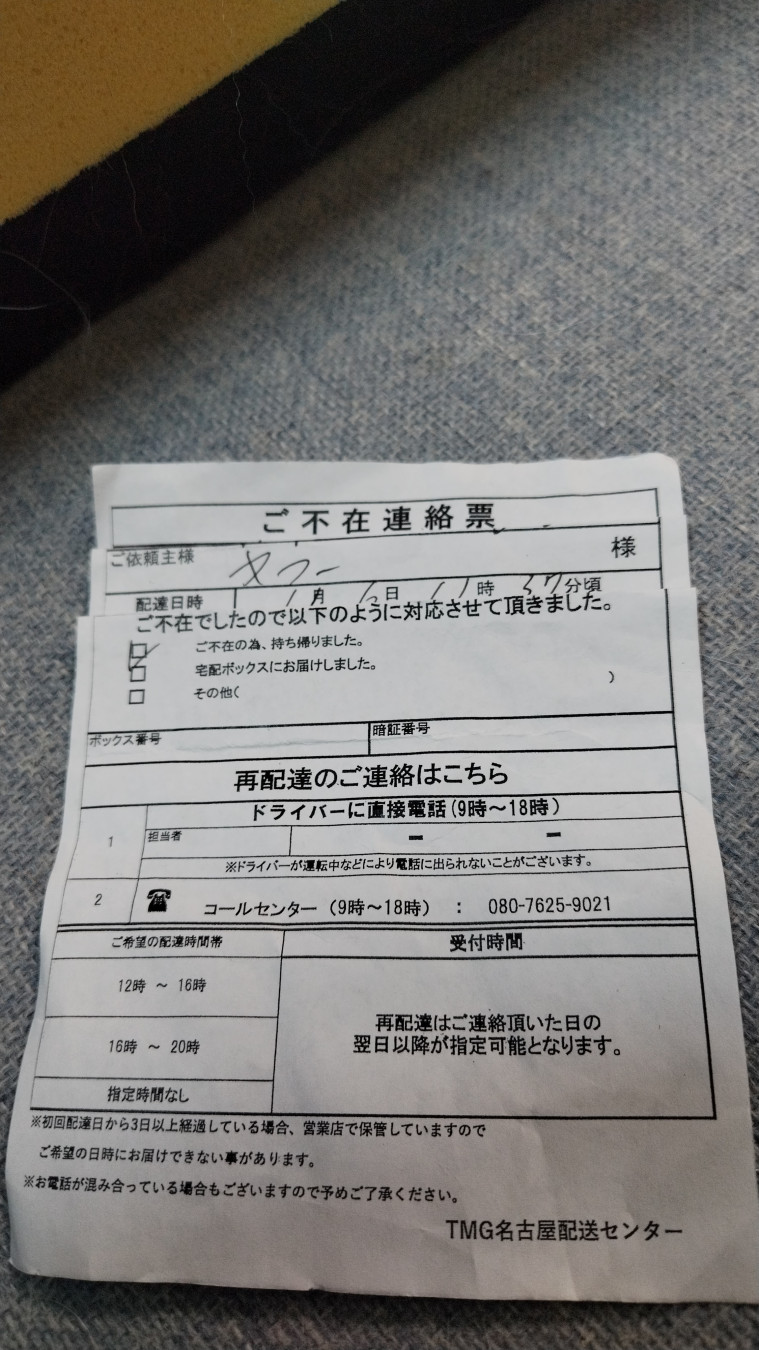 ご不在連絡票
ご依頼主様 ヤフー 様
配達日時 1月 日 11時 37分頃
ご不在でしたので以下のように対応させて頂きました。
□ ご不在の為、持ち帰りました。
□ 宅配ボックスにお届けしました。
□ その他( )
ボックス番号 暗証番号
再配達のご連絡はこちら
1 ドライバーに直接電話(9時～18時)
担当者 ー ー
※ドライバーが運転中などにより電話に出られないことがございます。
2 ☎ コールセンター (9時～18時) : 080-7625-9021
ご希望の配達時間帯 受付時間
12時 ～ 16時
16時 ～ 20時
指定時間なし
再配達はご連絡頂いた日の
翌日以降が指定可能となります。
※初回配達日から3日以上経過している場合、営業店で保管していますので
ご希望の日時にお届けできない事があります。
※お電話が混み合っている場合もございますので予めご了承ください。
TMG名古屋配送センター